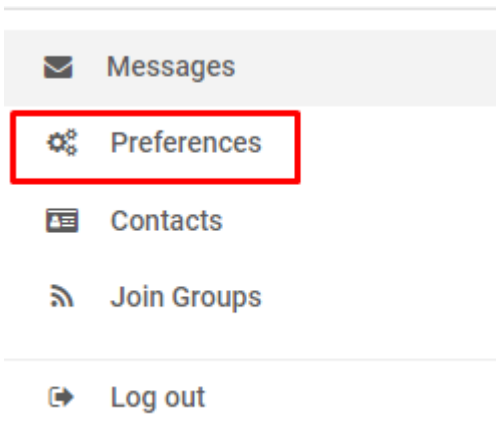 Messages
Preferences
Contacts
Join Groups
Log out